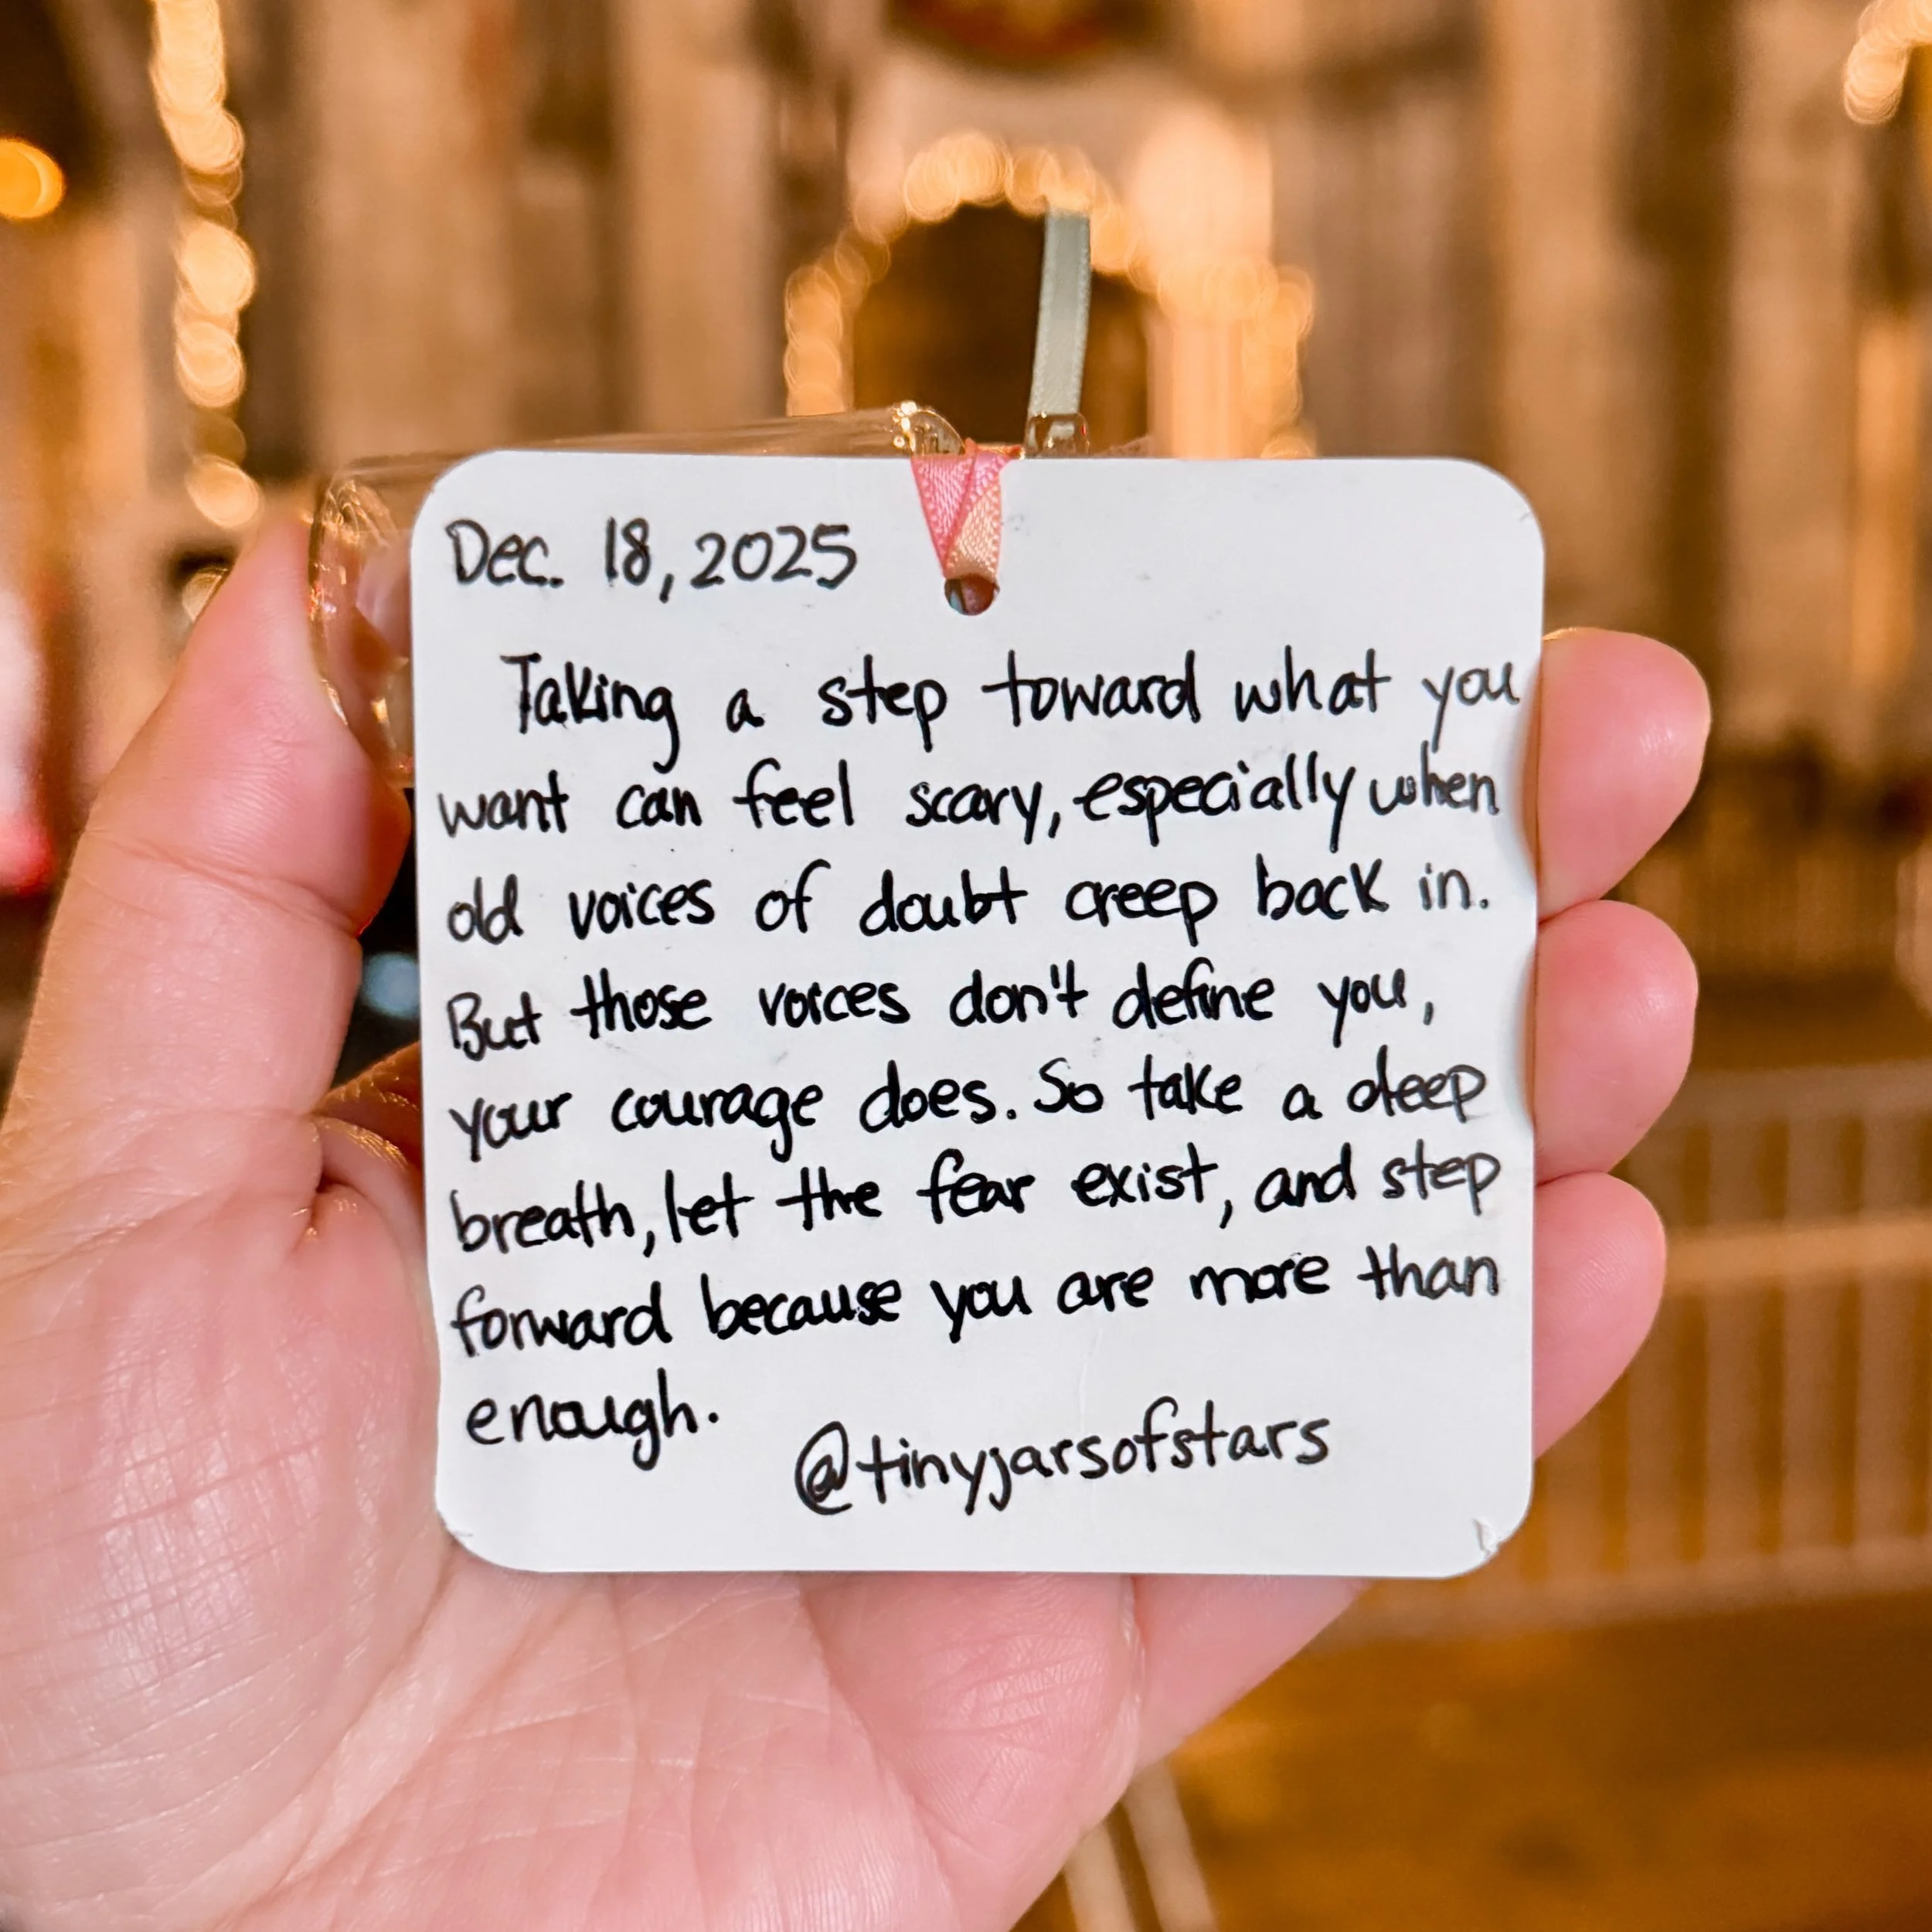 Dec. 18, 2025
Taking a step toward what you
want can feel scary, especially when
old voices of doubt creep back in.
But those voices don't define you,
your courage does. So take a deep
breath, let the fear exist, and step
forward because you are more than
enough.
@tinyjarsofstars